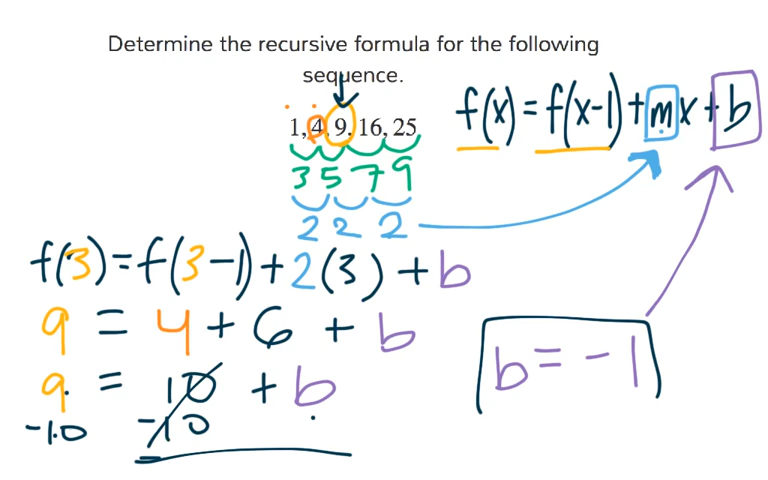 Determine the recursive formula for the following
sequence.
1, 4, 9, 16, 25
3 5 7 9
2 2 2
f(x) = f(x-1) + mx + b
f(3) = f(3-1) + 2(3) + b
9 = 4 + 6 + b
9 = 10 + b
-10 -10
b = -1